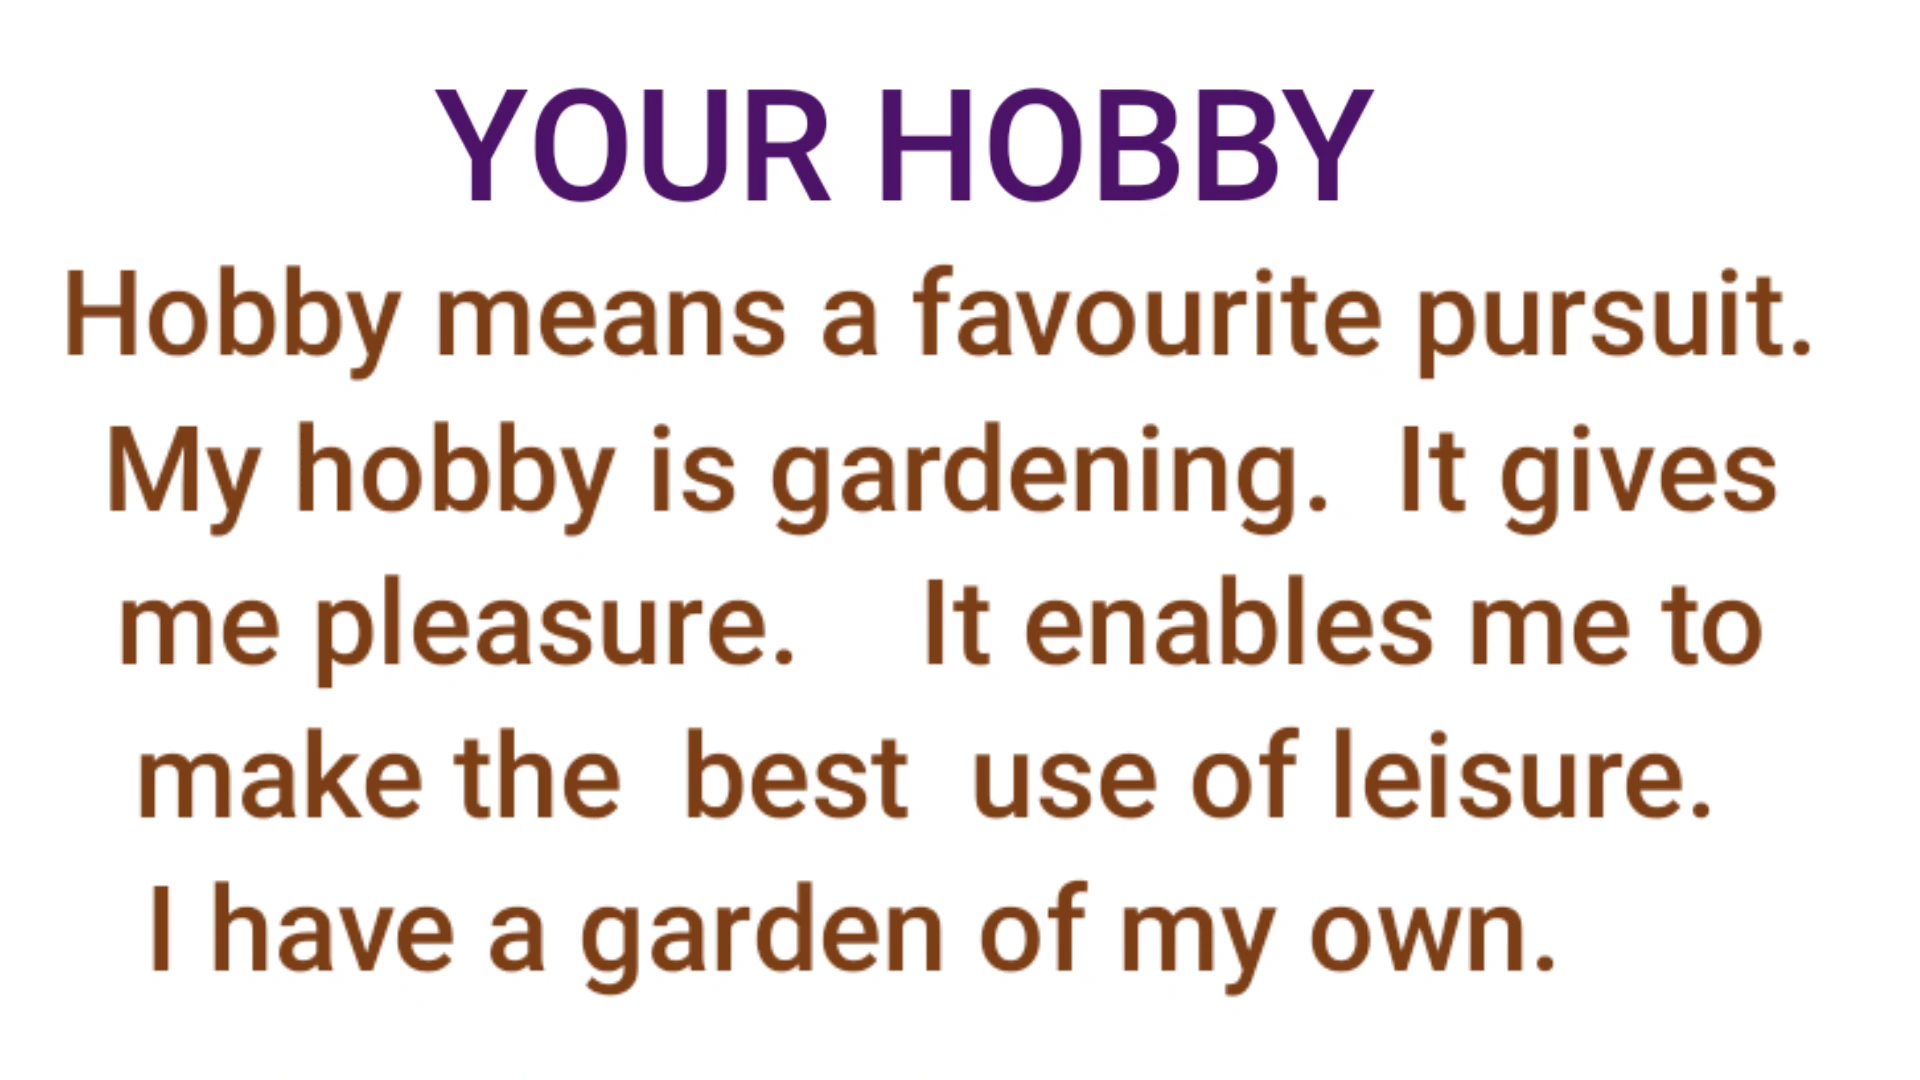 YOUR HOBBY
Hobby means a favourite pursuit.
My hobby is gardening. It gives
me pleasure. It enables me to
make the best use of leisure.
I have a garden of my own.